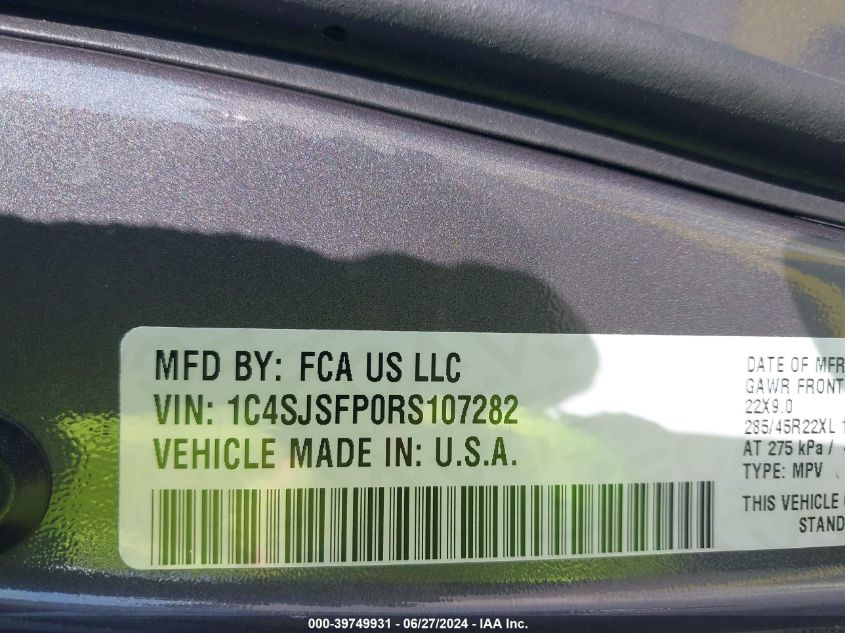 MFD BY: FCA US LLC
VIN: 1C4SJSFP0RS107282
VEHICLE MADE IN: U.S.A.
DATE OF MFR
GAWR FRONT
22X9.0
285/45R22XL 1
AT 275 kPa /
TYPE: MPV
THIS VEHICLE
STAND
000-39749931 - 06/27/2024 - IAA Inc.